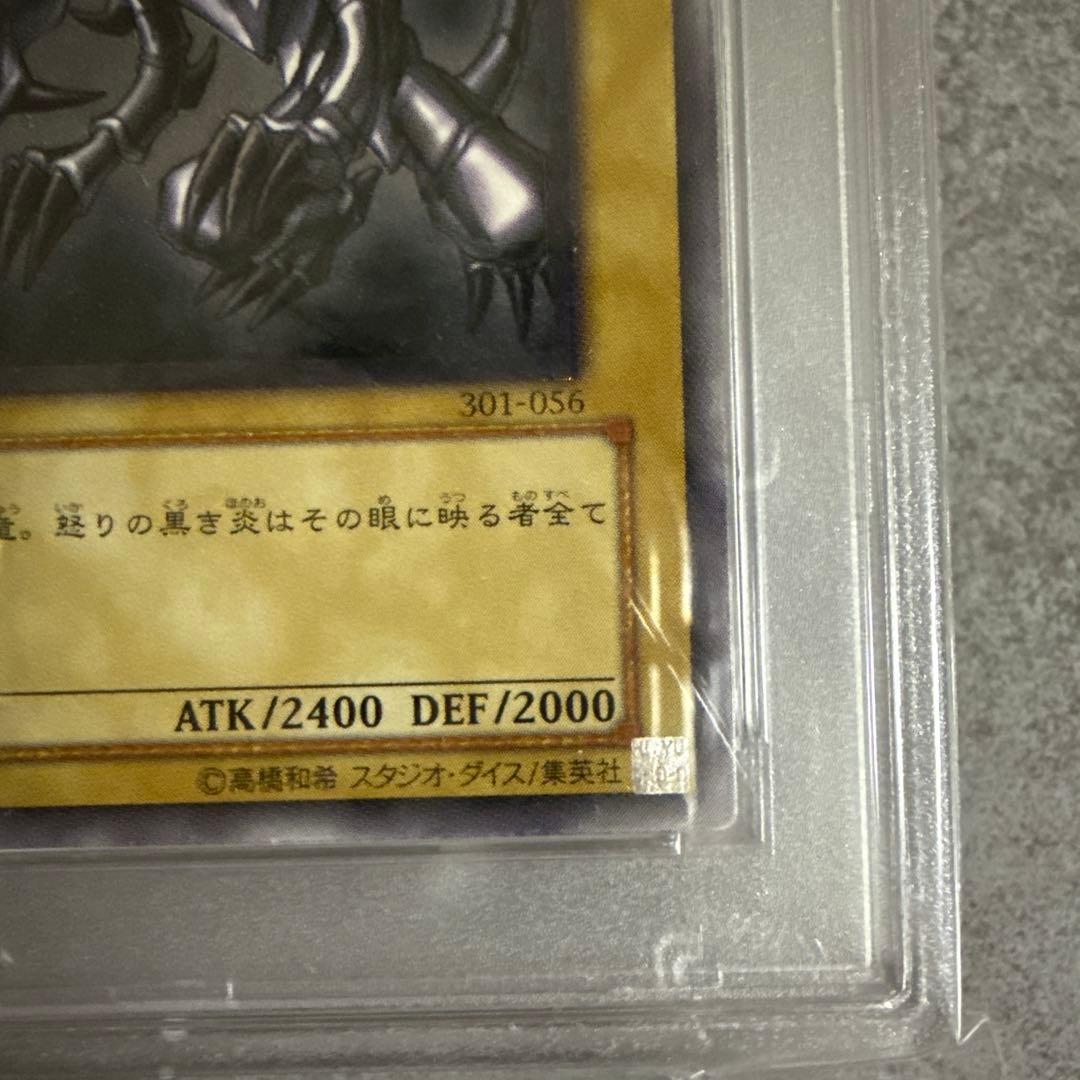 301-056
竜。怒りの黒き炎はその眼に映る者全て
ATK/2400 DEF/2000
©高橋和希 スタジオ・ダイス/集英社